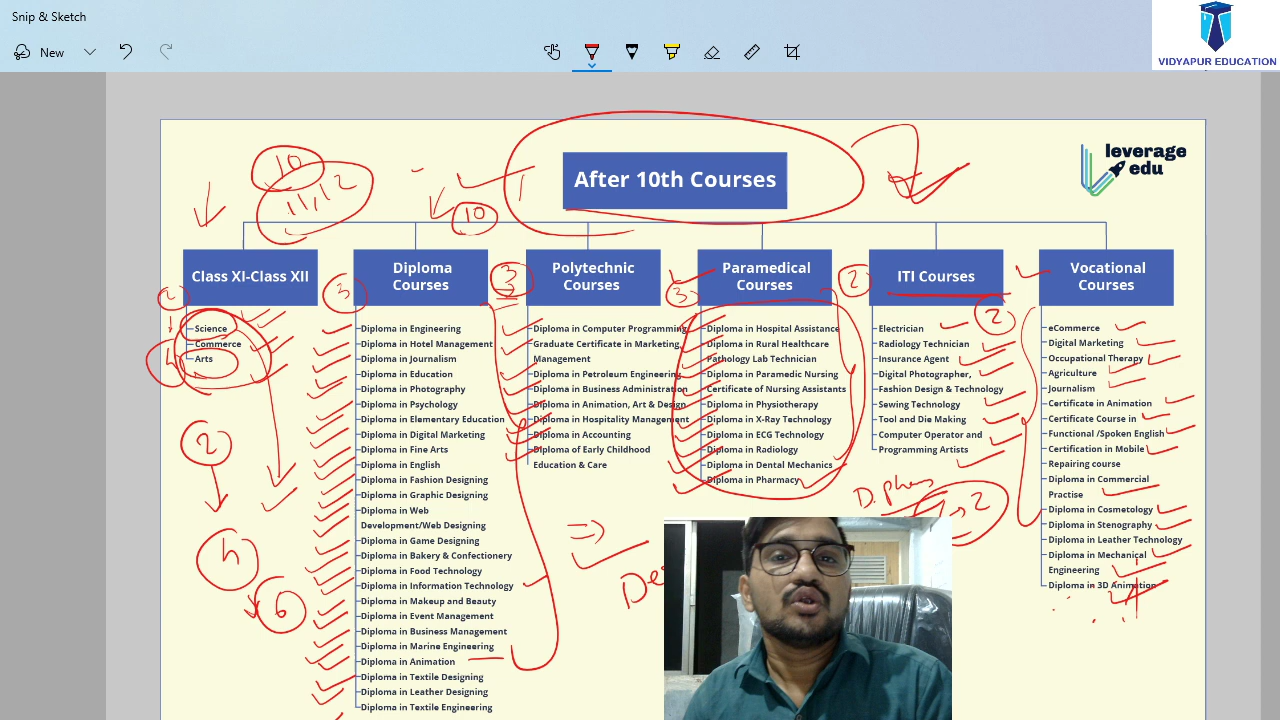 Snip & Sketch
New
VIDYAPUR EDUCATION
leverage
edu
After 10th Courses
10
11, 12
10
Class XI-Class XII
Science
Commerce
Arts
2
6
Diploma
Courses
3
Diploma in Engineering
Diploma in Hotel Management
Diploma in Journalism
Diploma in Education
Diploma in Photography
Diploma in Psychology
Diploma in Elementary Education
Diploma in Digital Marketing
Diploma in Fine Arts
Diploma in English
Diploma in Fashion Designing
Diploma in Graphic Designing
Diploma in Web
Development/Web Designing
Diploma in Game Designing
Diploma in Bakery & Confectionery
Diploma in Food Technology
Diploma in Information Technology
Diploma in Makeup and Beauty
Diploma in Event Management
Diploma in Business Management
Diploma in Marine Engineering
Diploma in Animation
Diploma in Textile Designing
Diploma in Leather Designing
Diploma in Textile Engineering
Polytechnic
Courses
3
Diploma in Computer Programming
Graduate Certificate in Marketing
Management
Diploma in Petroleum Engineering
Diploma in Business Administration
Diploma in Animation, Art & Design
Diploma in Hospitality Management
Diploma in Accounting
Diploma of Early Childhood
Education & Care
Paramedical
Courses
3
Diploma in Hospital Assistance
Diploma in Rural Healthcare
Pathology Lab Technician
Diploma in Paramedic Nursing
Certificate of Nursing Assistants
Diploma in Physiotherapy
Diploma in X-Ray Technology
Diploma in ECG Technology
Diploma in Radiology
Diploma in Dental Mechanics
Diploma in Pharmacy
ITI Courses
2
2
Electrician
Radiology Technician
Insurance Agent
Digital Photographer,
Fashion Design & Technology
Sewing Technology
Tool and Die Making
Computer Operator and
Programming Artists
2
Vocational
Courses
eCommerce
Digital Marketing
Occupational Therapy
Agriculture
Journalism
Certificate in Animation
Certificate Course in
Functional /Spoken English
Certification in Mobile
Repairing course
Diploma in Commercial
Practise
Diploma in Cosmetology
Diploma in Stenography
Diploma in Leather Technology
Diploma in Mechanical
Engineering
Diploma in 3D Animation